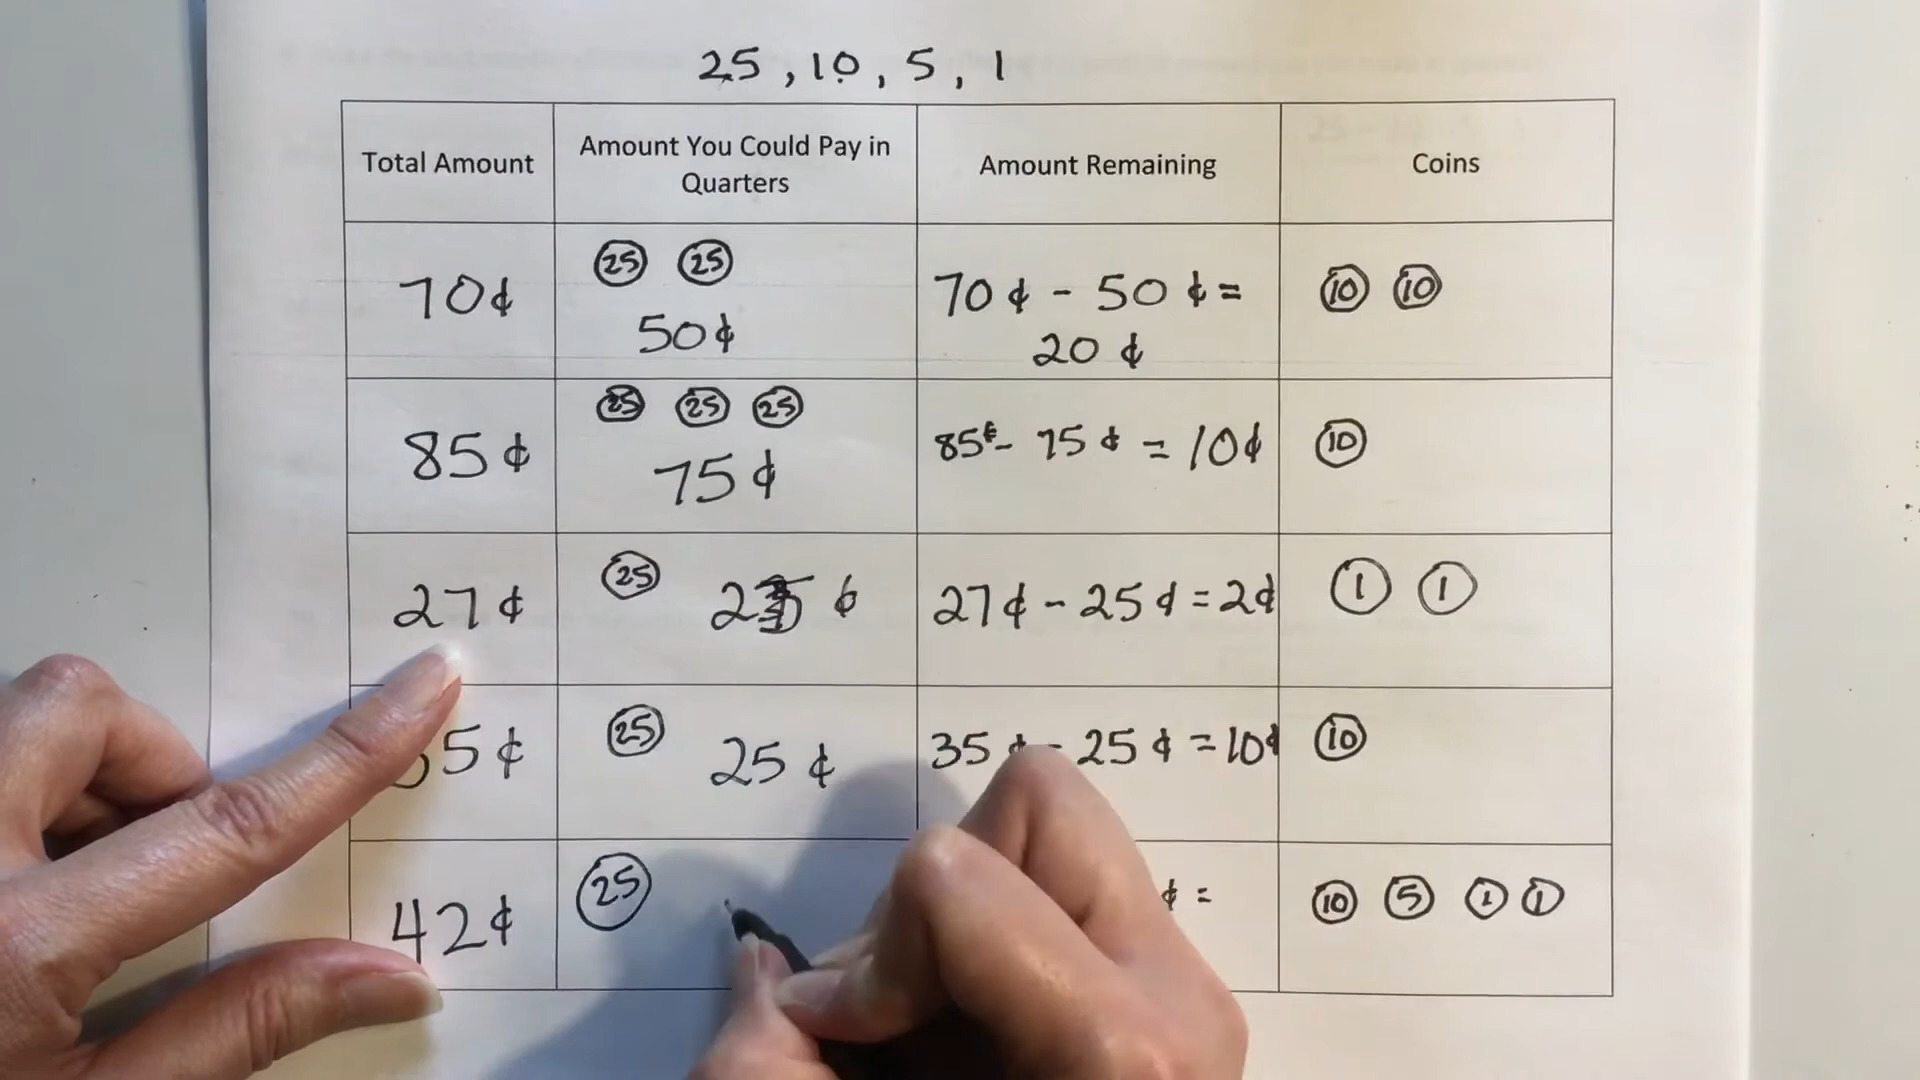 25, 10, 5, 1
Total Amount
Amount You Could Pay in
Quarters
Amount Remaining
Coins
70¢
25 25
50¢
70¢ - 50¢ =
20¢
10 10
85¢
25 25 25
75¢
85¢ - 75¢ = 10¢
10
27¢
25
25¢
27¢ - 25¢ = 2¢
1 1
5¢
25
25¢
35¢ - 25¢ = 10¢
10
42¢
25
¢ =
10 5 1 1